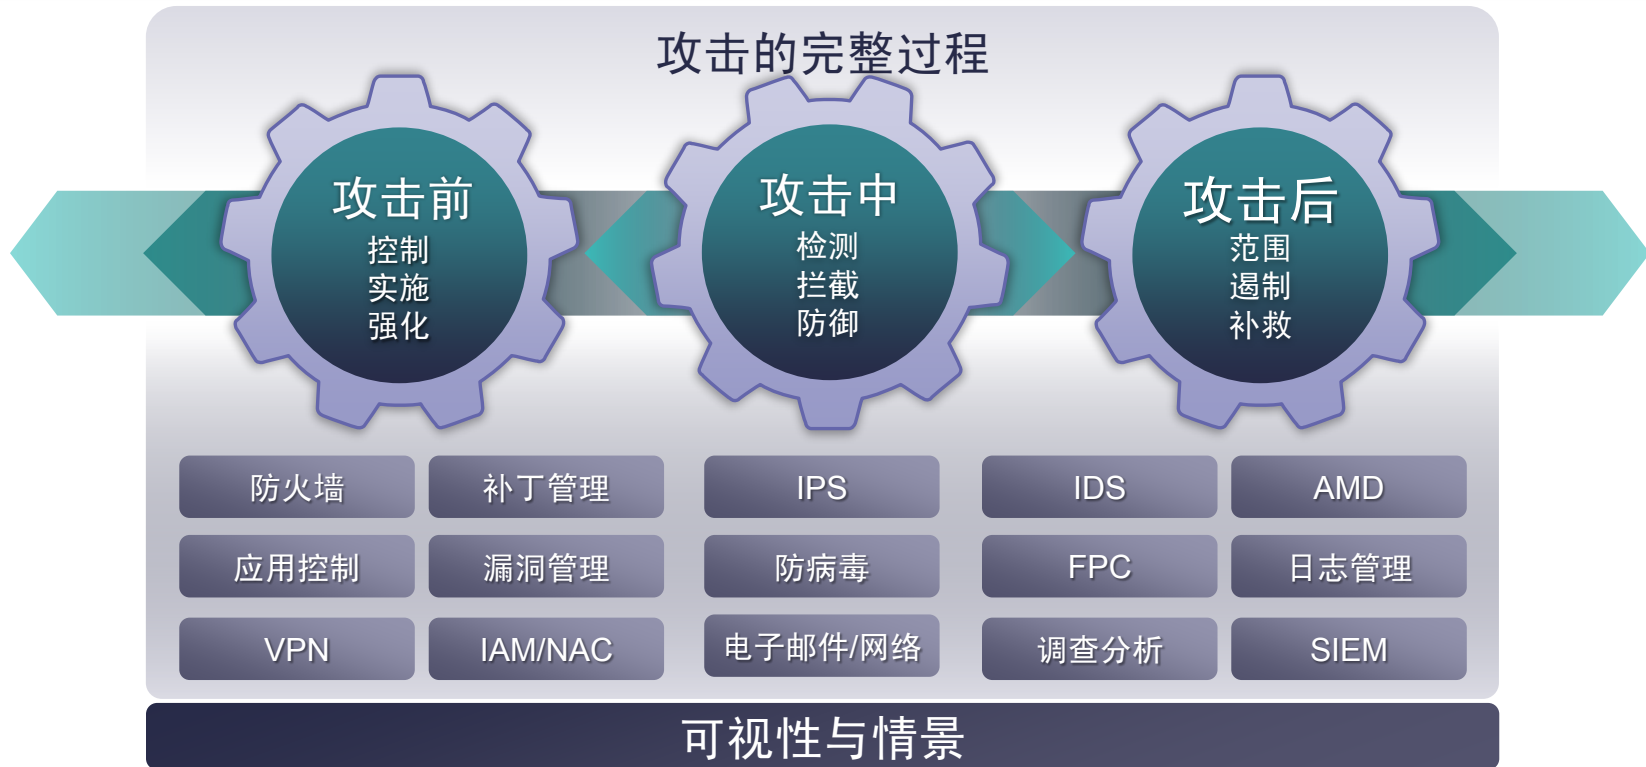 攻击的完整过程
攻击前
控制
实施
强化
攻击中
检测
拦截
防御
攻击后
范围
遏制
补救
防火墙
补丁管理
IPS
IDS
AMD
应用控制
漏洞管理
防病毒
FPC
日志管理
VPN
IAM/NAC
电子邮件/网络
调查分析
SIEM
可视性与情景